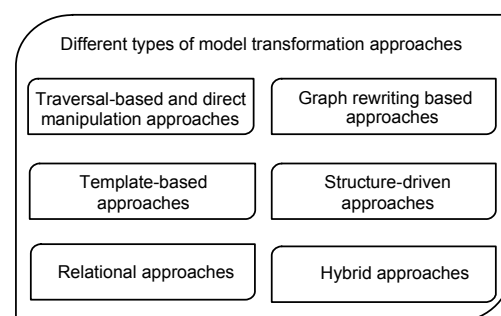 Different types of model transformation approaches
Traversal-based and direct
manipulation approaches
Graph rewriting based
approaches
Template-based
approaches
Structure-driven
approaches
Relational approaches
Hybrid approaches